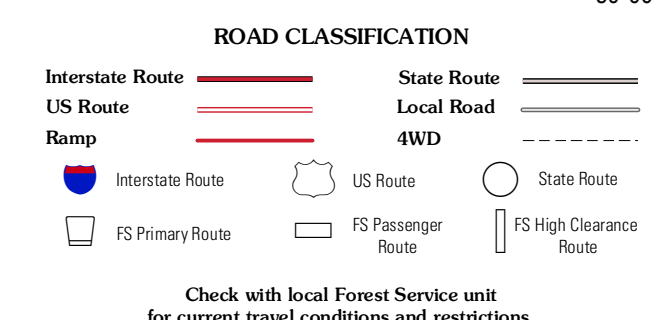 ROAD CLASSIFICATION
Interstate Route
State Route
US Route
Local Road
Ramp
4WD
Interstate Route
US Route
State Route
FS Primary Route
FS Passenger
Route
FS High Clearance
Route
Check with local Forest Service unit
for current travel conditions and restrictions